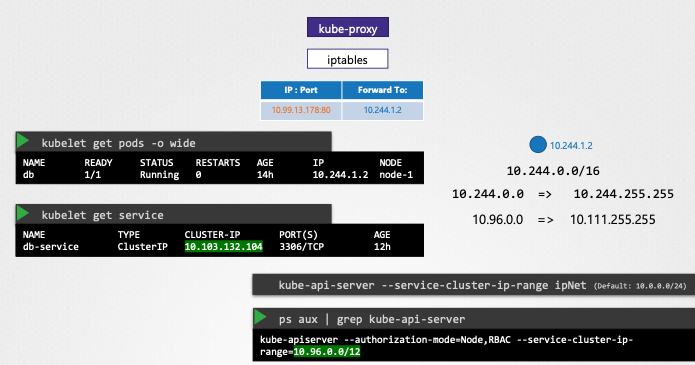 kube-proxy
iptables
IP : Port Forward To:
10.99.13.178:80 10.244.1.2
kubelet get pods -o wide
NAME READY STATUS RESTARTS AGE IP NODE
db 1/1 Running 0 14h 10.244.1.2 node-1
10.244.1.2
10.244.0.0/16
10.244.0.0 => 10.244.255.255
10.96.0.0 => 10.111.255.255
kubelet get service
NAME TYPE CLUSTER-IP PORT(S) AGE
db-service ClusterIP 10.103.132.104 3306/TCP 12h
kube-api-server --service-cluster-ip-range ipNet (Default: 10.0.0.0/24)
ps aux | grep kube-api-server
kube-apiserver --authorization-mode=Node,RBAC --service-cluster-ip-
range=10.96.0.0/12